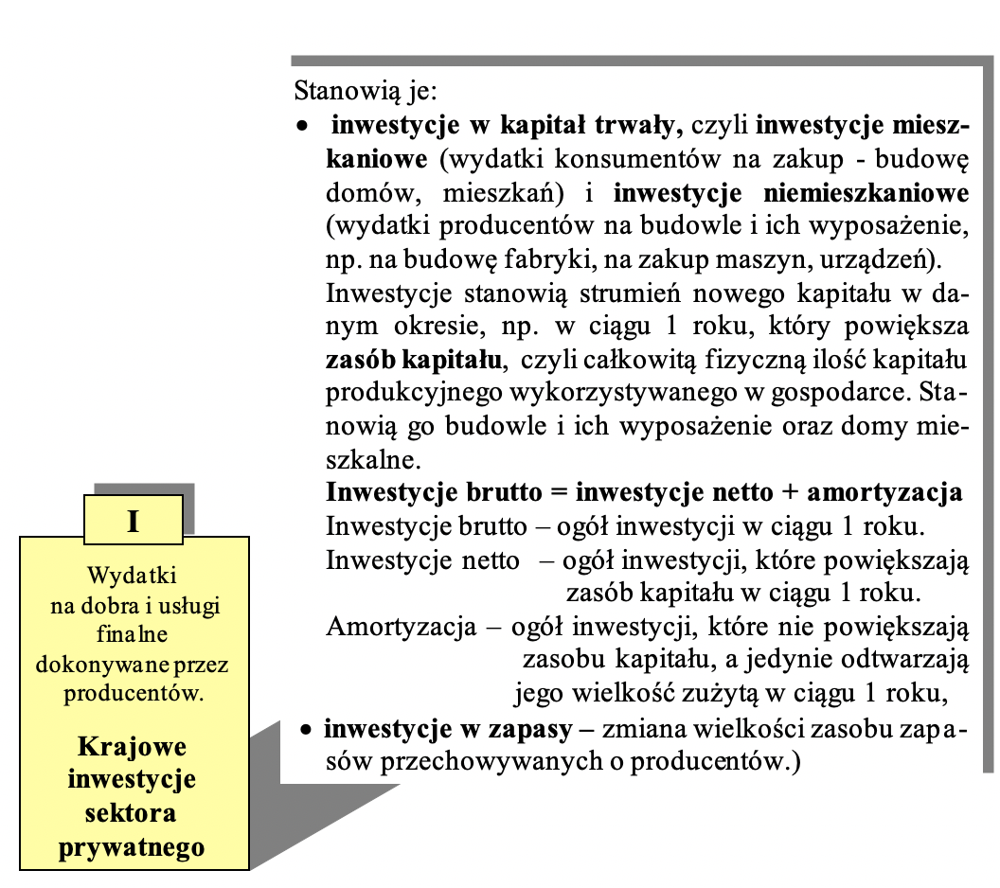 Stanowią je:
• inwestycje w kapitał trwały, czyli inwestycje miesz-
kaniowe (wydatki konsumentów na zakup - budowę
domów, mieszkań) i inwestycje niemieszkaniowe
(wydatki producentów na budowle i ich wyposażenie,
np. na budowę fabryki, na zakup maszyn, urządzeń).
Inwestycje stanowią strumień nowego kapitału w da-
nym okresie, np. w ciągu 1 roku, który powiększa
zasób kapitału, czyli całkowitą fizyczną ilość kapitału
produkcyjnego wykorzystywanego w gospodarce. Sta-
nowią go budowle i ich wyposażenie oraz domy mie-
szkalne.
Inwestycje brutto = inwestycje netto + amortyzacja
Inwestycje brutto – ogół inwestycji w ciągu 1 roku.
Inwestycje netto – ogół inwestycji, które powiększają
zasób kapitału w ciągu 1 roku.
Amortyzacja – ogół inwestycji, które nie powiększają
zasobu kapitału, a jedynie odtwarzają
jego wielkość zużytą w ciągu 1 roku,
• inwestycje w zapasy – zmiana wielkości zasobu zapa-
sów przechowywanych o producentów.)
I
Wydatki
na dobra i usługi
finalne
dokonywane przez
producentów.
Krajowe
inwestycje
sektora
prywatnego